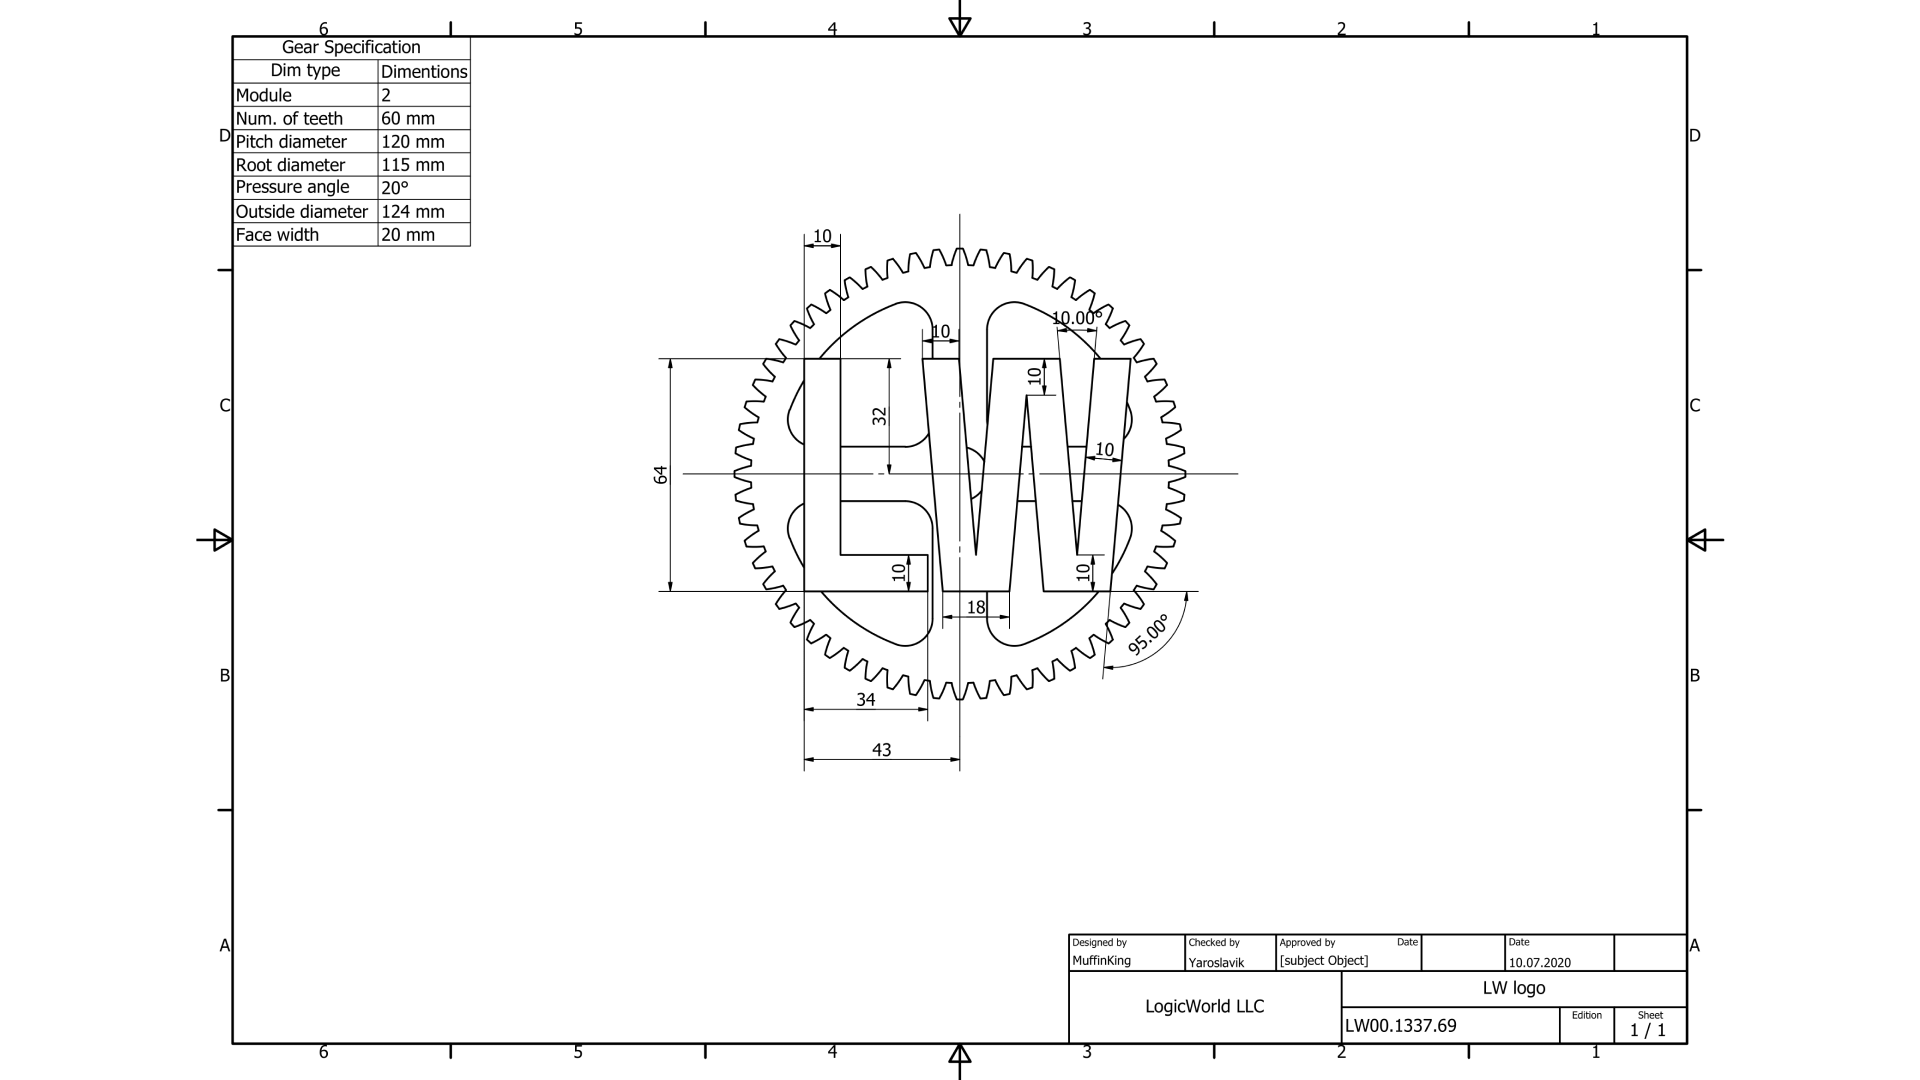 6 5 4 3 2 1
Gear Specification
Dim type Dimentions
Module 2
Num. of teeth 60 mm
Pitch diameter 120 mm
Root diameter 115 mm
Pressure angle 20°
Outside diameter 124 mm
Face width 20 mm
D D
C C
B B
A A
10
10
10.00°
10
32
10
64
10
10
18
95.00°
34
43
Designed by Checked by Approved by Date Date
MuffinKing Yaroslavik [subject Object] 10.07.2020
LogicWorld LLC
LW logo
LW00.1337.69
Edition Sheet
1 / 1
6 5 4 3 2 1